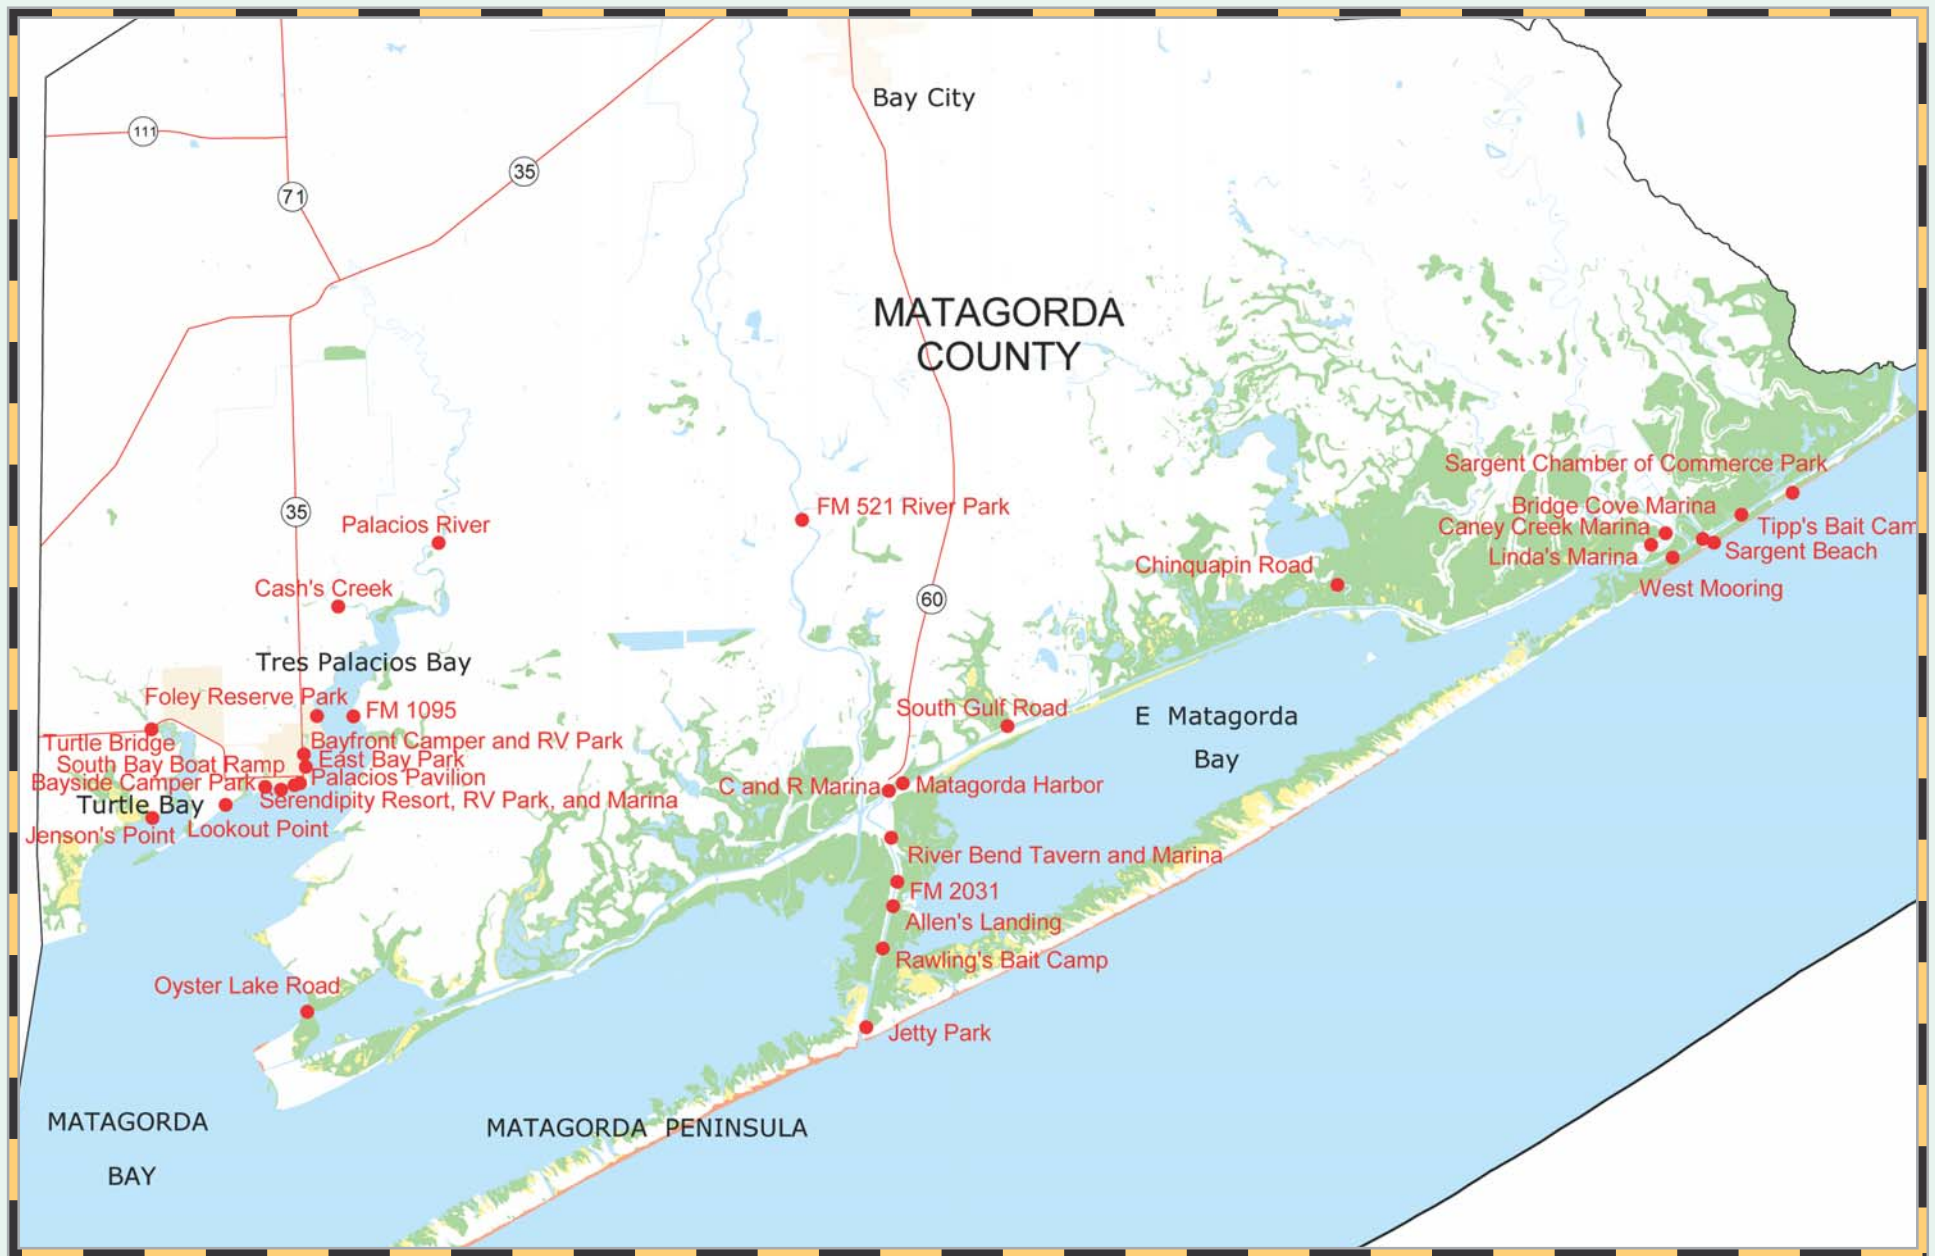 Bay City
111
35
71
MATAGORDA
COUNTY
Sargent Chamber of Commerce Park
FM 521 River Park
Bridge Cove Marina
35
Palacios River
Caney Creek Marina
Tipp's Bait Cam
Linda's Marina
Sargent Beach
Chinquapin Road
Cash's Creek
West Mooring
60
Tres Palacios Bay
Foley Reserve Park
FM 1095
South Gulf Road
E Matagorda
Bay
Turtle Bridge
Bayfront Camper and RV Park
South Bay Boat Ramp
East Bay Park
Bayside Camper Park
Palacios Pavilion
C and R Marina
Matagorda Harbor
Turtle Bay
Serendipity Resort, RV Park, and Marina
Jenson's Point
Lookout Point
River Bend Tavern and Marina
FM 2031
Allen's Landing
Rawling's Bait Camp
Oyster Lake Road
Jetty Park
MATAGORDA
BAY
MATAGORDA PENINSULA